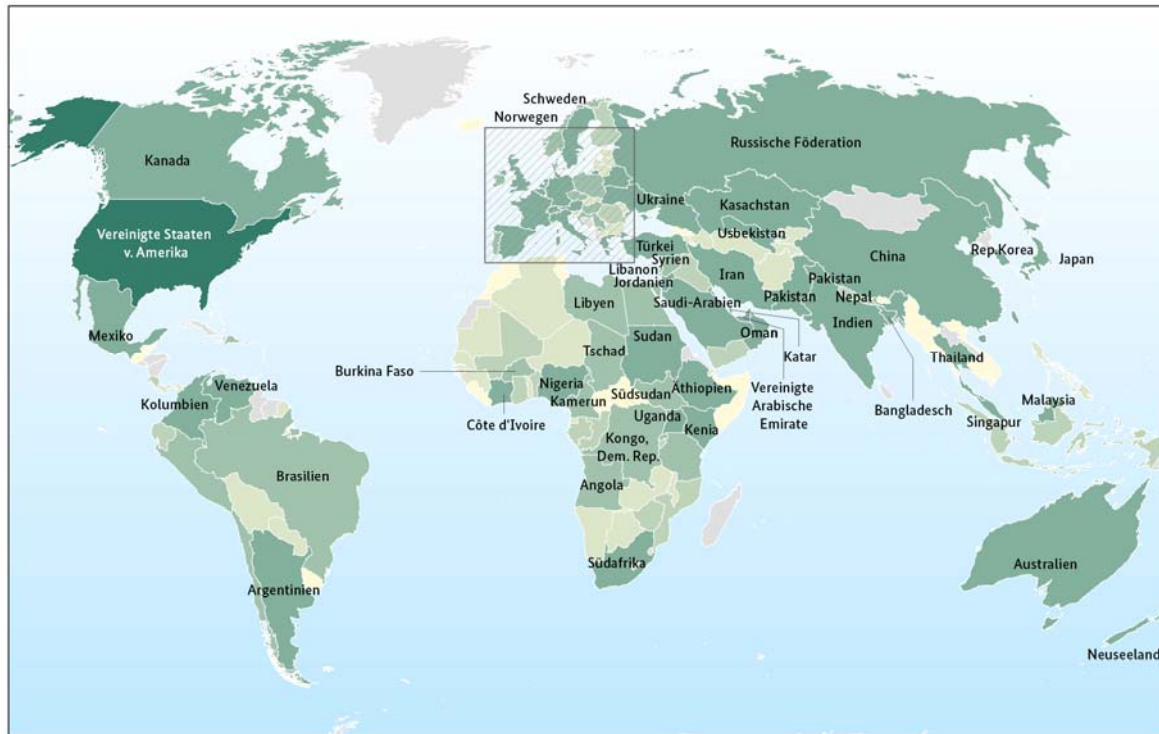 Schweden
Norwegen
Kanada
Russische Föderation
Ukraine
Kasachstan
Vereinigte Staaten
v. Amerika
Usbekistan
Türkei
Syrien
Rep.Korea
Japan
China
Libanon
Jordanien
Iran
Pakistan
Libyen
Saudi-Arabien
Pakistan
Nepal
Indien
Mexiko
Sudan
Oman
Tschad
Katar
Thailand
Burkina Faso
Venezuela
Nigeria
Südsudan
Äthiopien
Vereinigte
Arabische
Emirate
Kolumbien
Kamerun
Bangladesch
Malaysia
Côte d'Ivoire
Uganda
Kenia
Singapur
Kongo,
Dem. Rep.
Brasilien
Angola
Südafrika
Australien
Argentinien
Neuseeland